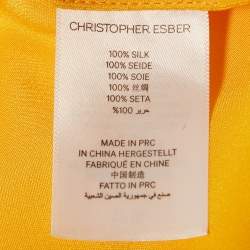 CHRISTOPHER ESBER
100% SILK
100% SEIDE
100% SOIE
100% 丝绸
100% SETA
حرير 100%
MADE IN PRC
IN CHINA HERGESTELLT
FABRIQUÉ EN CHINE
中国制造
FATTO IN PRC
صنع في جمهورية الصين الشعبية